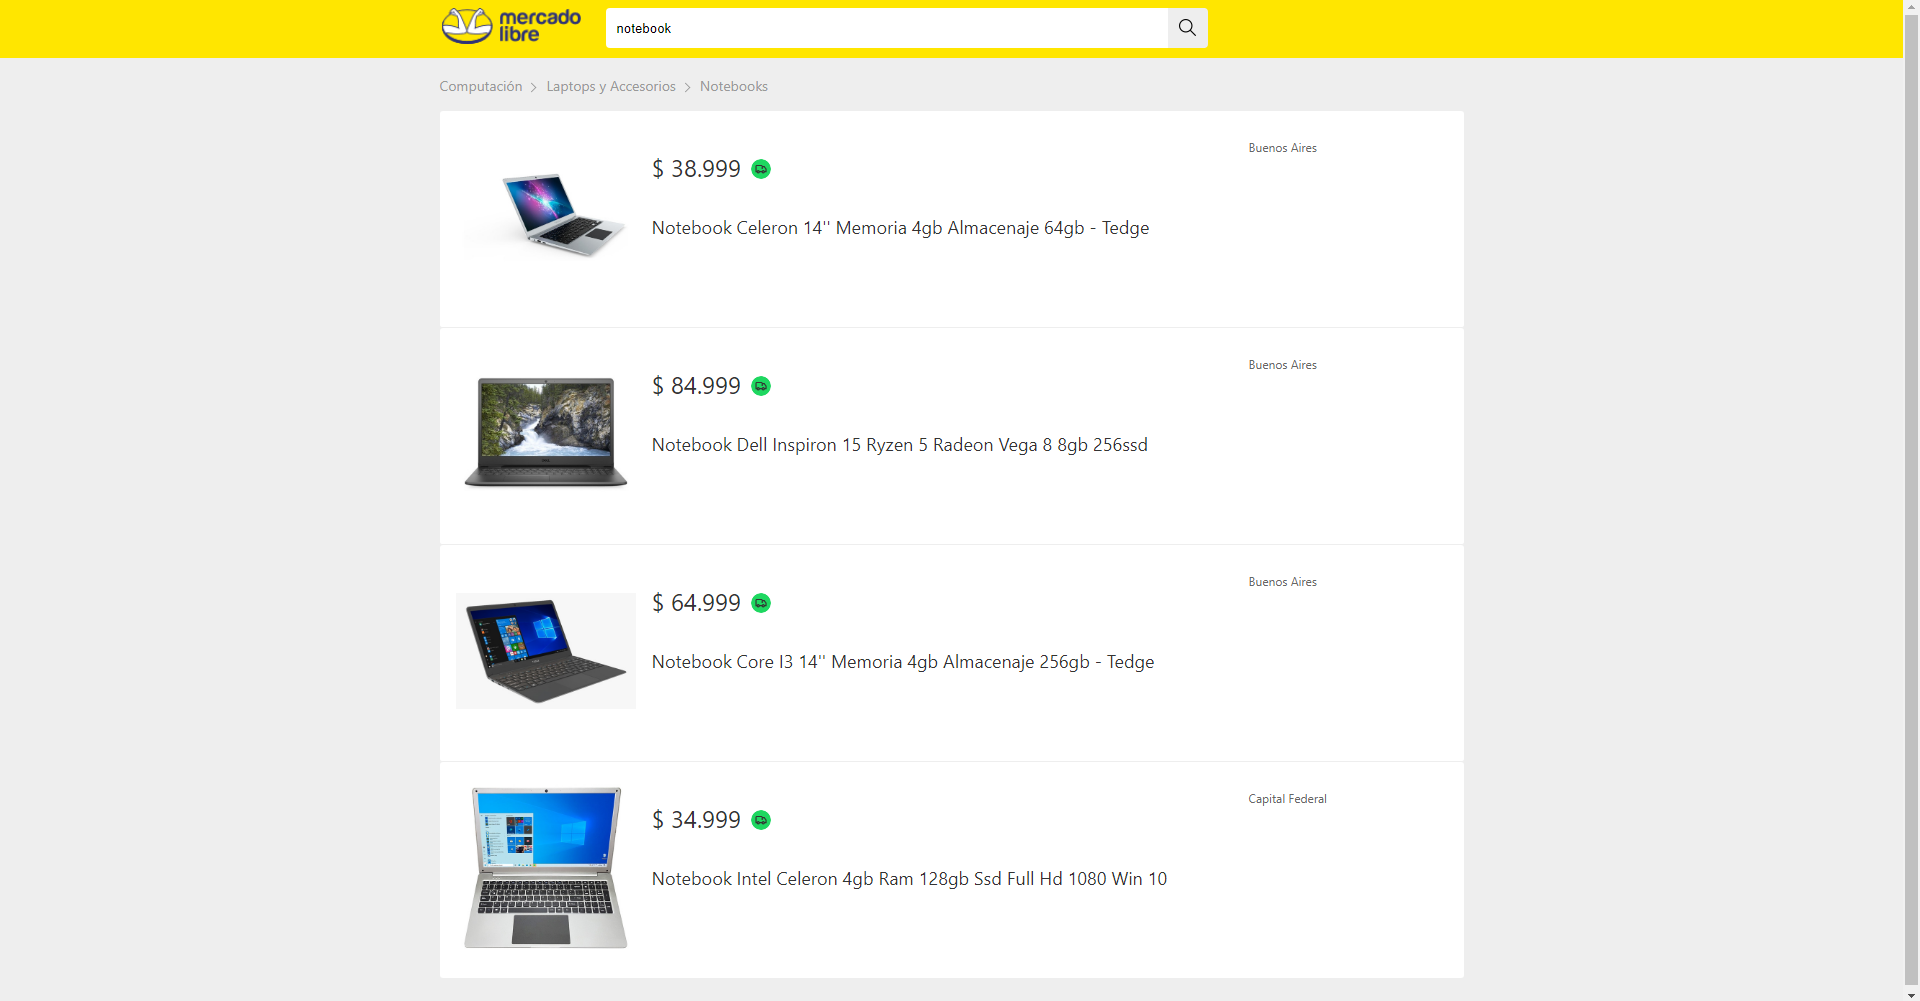 mercado
libre
notebook
Computación > Laptops y Accesorios > Notebooks
$ 38.999
Buenos Aires
Notebook Celeron 14'' Memoria 4gb Almacenaje 64gb - Tedge
$ 84.999
Buenos Aires
Notebook Dell Inspiron 15 Ryzen 5 Radeon Vega 8 8gb 256ssd
$ 64.999
Buenos Aires
Notebook Core I3 14'' Memoria 4gb Almacenaje 256gb - Tedge
$ 34.999
Capital Federal
Notebook Intel Celeron 4gb Ram 128gb Ssd Full Hd 1080 Win 10